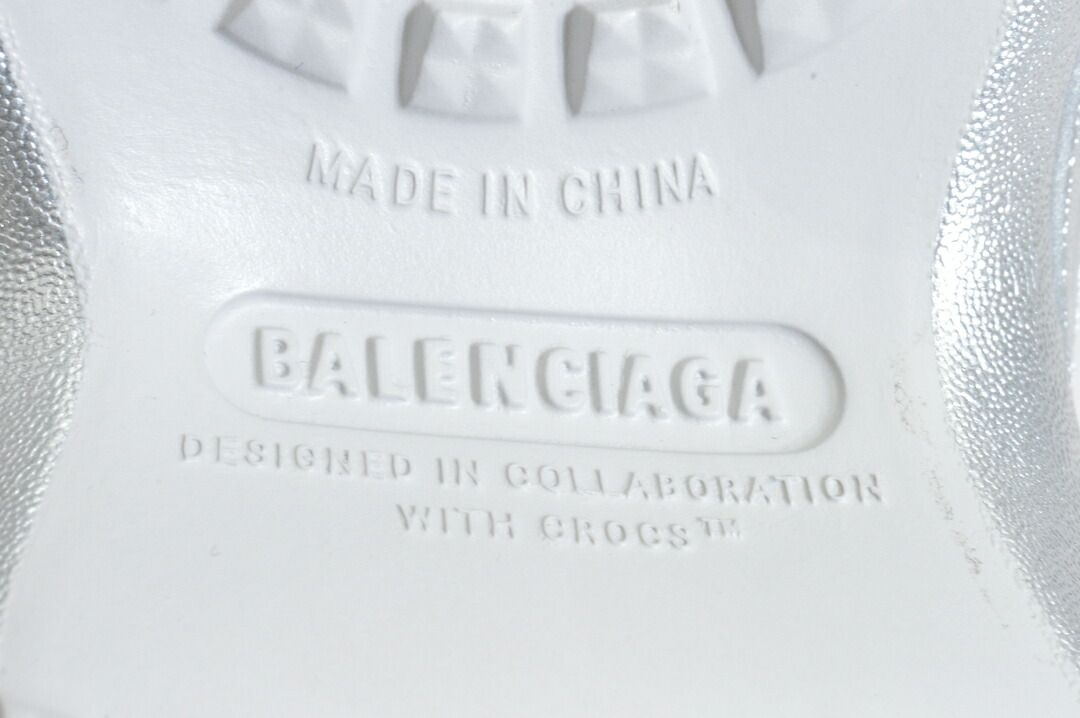 MADE IN CHINA
BALENCIAGA
DESIGNED IN COLLABORATION
WITH CROCS™